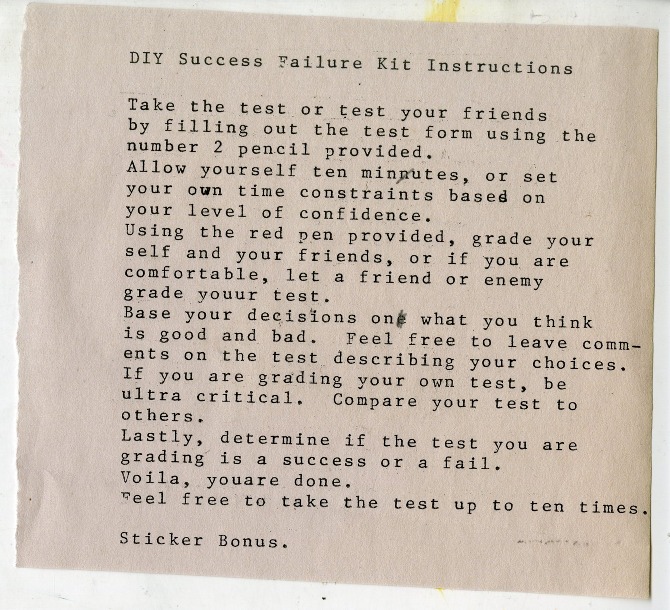 DIY Success Failure Kit Instructions
Take the test or test your friends
by filling out the test form using the
number 2 pencil provided.
Allow yourself ten minnutes, or set
your own time constraints based on
your level of confidence.
Using the red pen provided, grade your
self and your friends, or if you are
comfortable, let a friend or enemy
grade youur test.
Base your decisions on what you think
is good and bad.  Feel free to leave comm-
ents on the test describing your choices.
If you are grading your own test, be
ultra critical.  Compare your test to
others.
Lastly, determine if the test you are
grading is a success or a fail.
Voila, youare done.
Feel free to take the test up to ten times.
Sticker Bonus.